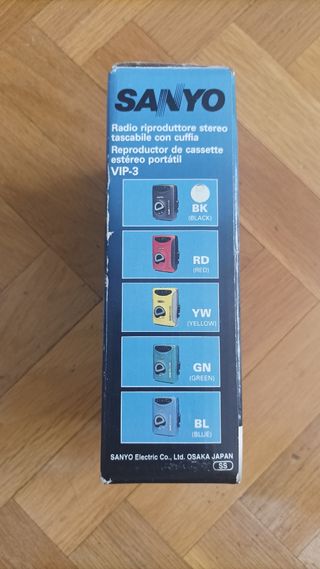 SANYO
Radio riproduttore stereo
tascabile con cuffia
Reproductor de cassette
estéreo portátil
VIP-3
BK
(BLACK)
RD
(RED)
YW
(YELLOW)
GN
(GREEN)
BL
(BLUE)
SANYO Electric Co., Ltd. OSAKA JAPAN
SS